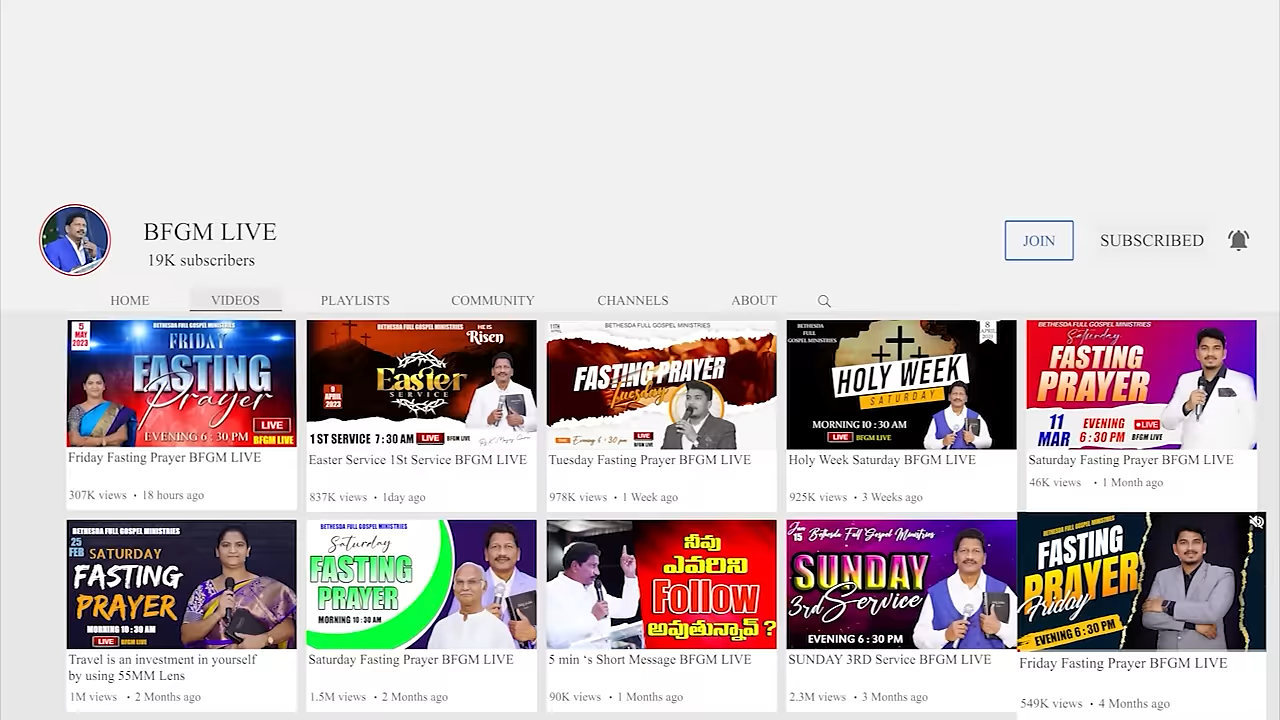 BFGM LIVE
19K subscribers
JOIN
SUBSCRIBED
HOME
VIDEOS
PLAYLISTS
COMMUNITY
CHANNELS
ABOUT
5
MAY
2023
BETHESDA FULL GOSPEL MINISTRIES
FRIDAY
FASTING
Prayer
EVENING 6 : 30 PM
LIVE
BFGM LIVE
Friday Fasting Prayer BFGM LIVE
307K views • 18 hours ago
BETHESDA FULL GOSPEL MINISTRIES
HE IS
Risen
Easter
SERVICE
9
APRIL
2023
1ST SERVICE 7 : 30 AM
LIVE
BFGM LIVE
Easter Service 1St Service BFGM LIVE
837K views • 1day ago
11TH
APRIL
BETHESDA FULL GOSPEL MINISTRIES
FASTING PRAYER
Tuesday
Evening 6 : 30 pm
LIVE
BFGM LIVE
Tuesday Fasting Prayer BFGM LIVE
978K views • 1 Week ago
BETHESDA
FULL
GOSPEL MINISTRIES
8
APRIL
2023
HOLY WEEK
SATURDAY
MORNING 10 : 30 AM
LIVE
BFGM LIVE
Holy Week Saturday BFGM LIVE
925K views • 3 Weeks ago
BETHESDA FULL GOSPEL MINISTRIES
Saturday
FASTING
PRAYER
11
MAR
EVENING
6 : 30 PM
LIVE
BFGM LIVE
Saturday Fasting Prayer BFGM LIVE
46K views • 1 Month ago
BETHESDA FULL GOSPEL MINISTRIES
25
FEB
SATURDAY
FASTING
PRAYER
MORNING 10 : 30 AM
LIVE
BFGM LIVE
Travel is an investment in yourself
by using 55MM Lens
1M views • 2 Months ago
BETHESDA FULL GOSPEL MINISTRIES
Saturday
FASTING
PRAYER
MORNING 10 : 30 AM
Saturday Fasting Prayer BFGM LIVE
1.5M views • 2 Months ago
నీవు
ఎవరిని
Follow
అవుతున్నావ్ ?
5 min ‘s Short Message BFGM LIVE
90K views • 1 Months ago
Jan
15
Bethesda Full Gospel Ministries
SUNDAY
3rd Service
EVENING 6 : 30 PM
SUNDAY 3RD Service BFGM LIVE
2.3M views • 3 Months ago
BETHESDA FULL GOSPEL MINISTRIES
FASTING
PRAYER
Friday
EVENING 6 : 30 PM
Friday Fasting Prayer BFGM LIVE
549K views • 4 Months ago